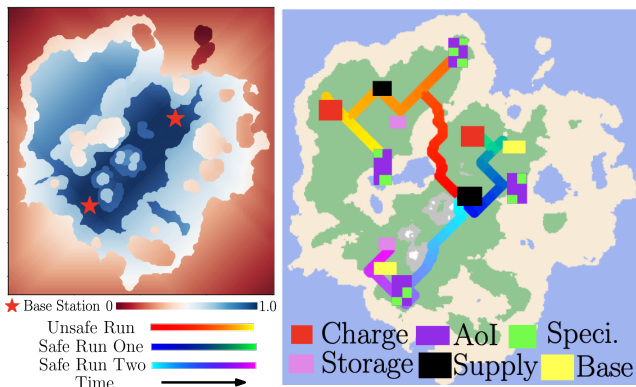 Base Station 0 1.0
Unsafe Run
Safe Run One
Safe Run Two
Time
Charge AoI Speci.
Storage Supply Base